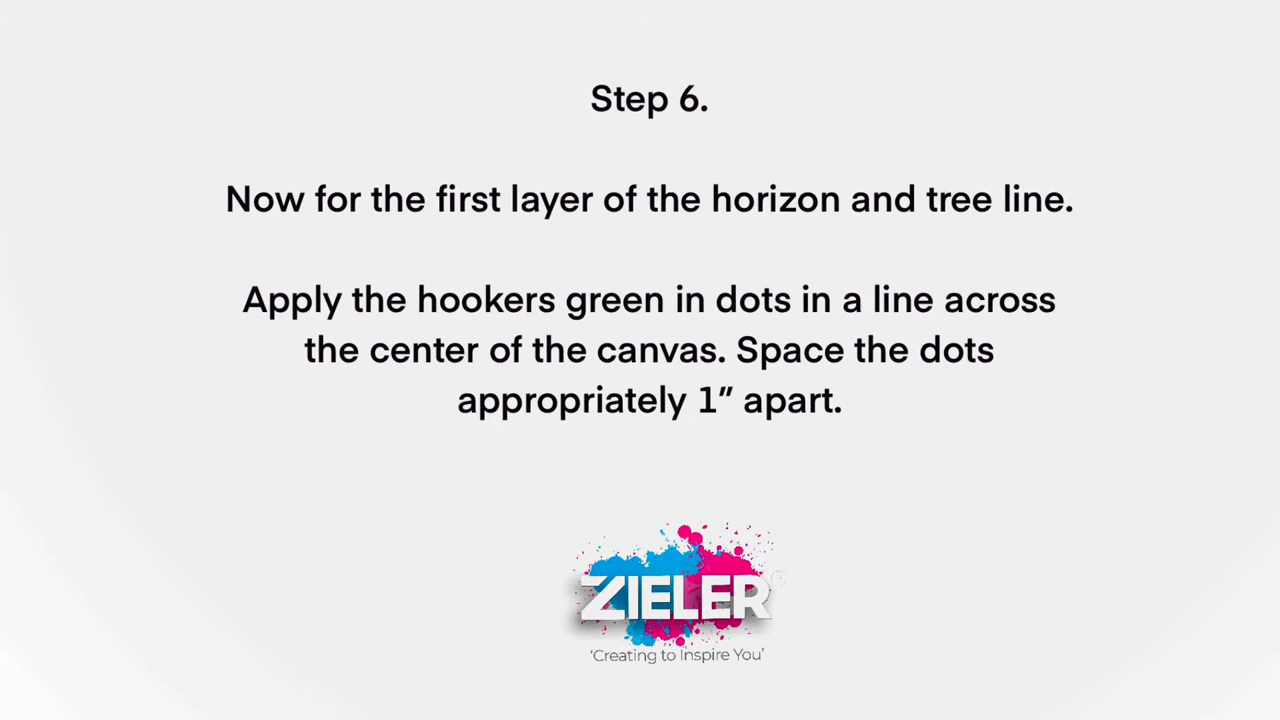 Step 6.
Now for the first layer of the horizon and tree line.
Apply the hookers green in dots in a line across
the center of the canvas. Space the dots
appropriately 1” apart.
ZIELER®
‘Creating to Inspire You’